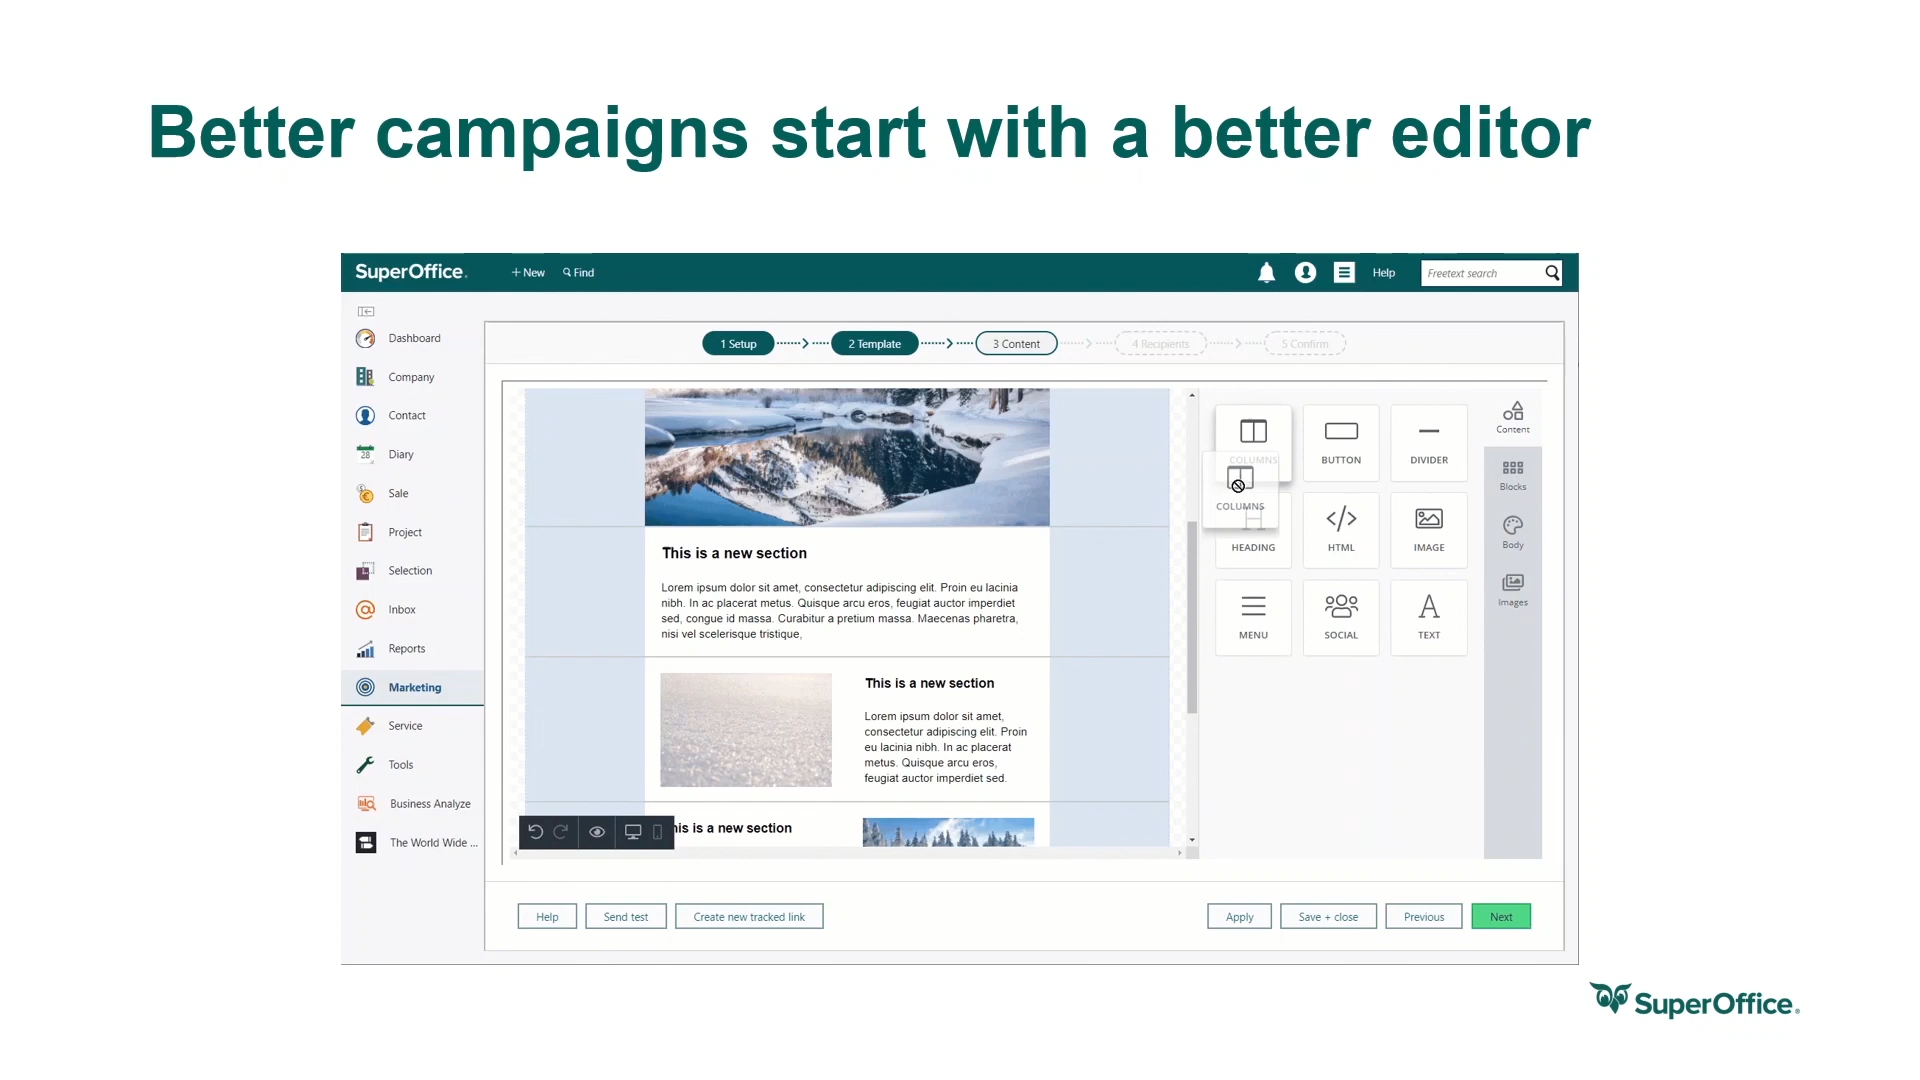 Better campaigns start with a better editor
SuperOffice.
+ New
Find
Help
Freetext search
Dashboard
Company
Contact
28
Diary
Sale
Project
Selection
Inbox
Reports
Marketing
Service
Tools
Business Analyze
The World Wide ...
1 Setup
2 Template
3 Content
4 Recipients
5 Confirm
This is a new section
Lorem ipsum dolor sit amet, consectetur adipiscing elit. Proin eu lacinia
nibh. In ac placerat metus. Quisque arcu eros, feugiat auctor imperdiet
sed, congue id massa. Curabitur a pretium massa. Maecenas pharetra,
nisi vel scelerisque tristique,
This is a new section
Lorem ipsum dolor sit amet,
consectetur adipiscing elit. Proin
eu lacinia nibh. In ac placerat
metus. Quisque arcu eros,
feugiat auctor imperdiet sed.
his is a new section
COLUMNS
BUTTON
DIVIDER
COLUMNS
HEADING
HTML
IMAGE
MENU
SOCIAL
TEXT
Content
Blocks
Body
Images
Help
Send test
Create new tracked link
Apply
Save + close
Previous
Next
SuperOffice.